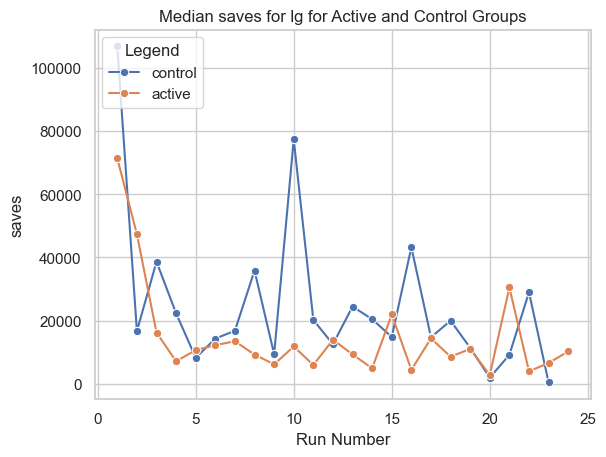 Median saves for lg for Active and Control Groups
Legend
control
active
saves
100000
80000
60000
40000
20000
0
0 5 10 15 20 25
Run Number